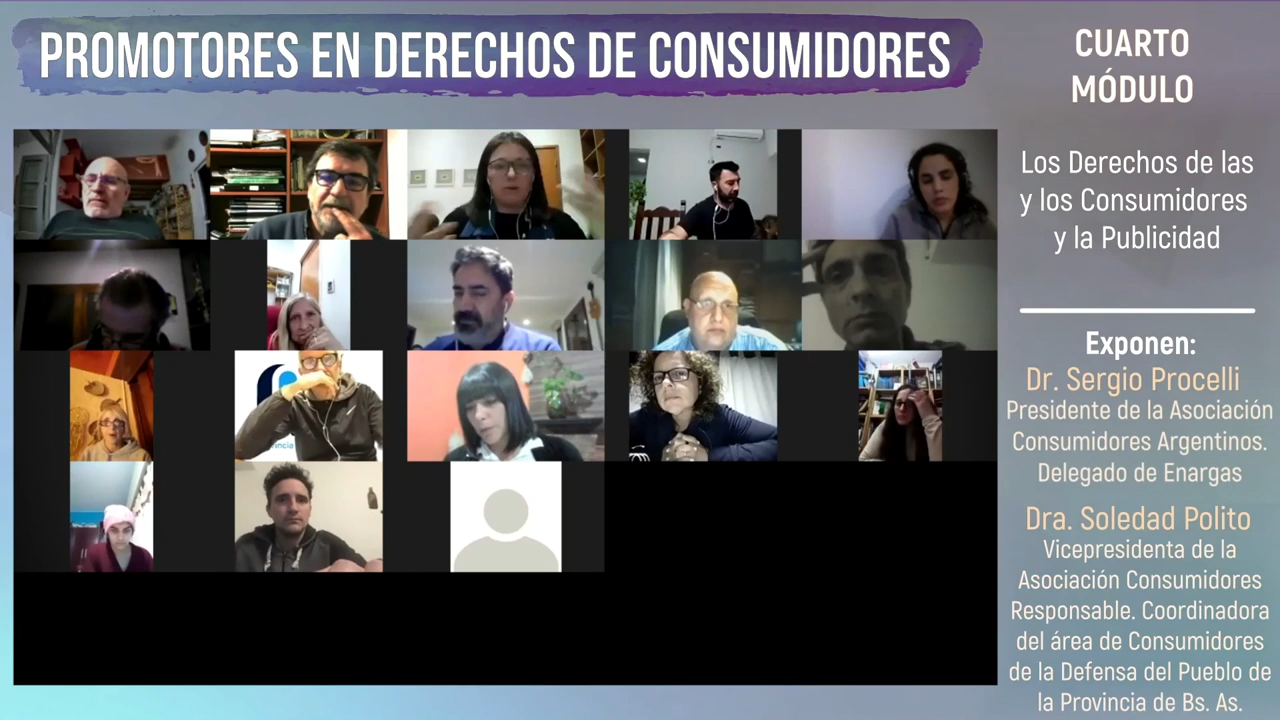 PROMOTORES EN DERECHOS DE CONSUMIDORES
CUARTO
MÓDULO
Los Derechos de las
y los Consumidores
y la Publicidad
Exponen:
Dr. Sergio Procelli
Presidente de la Asociación
Consumidores Argentinos.
Delegado de Enargas
Dra. Soledad Polito
Vicepresidenta de la
Asociación Consumidores
Responsable. Coordinadora
del área de Consumidores
de la Defensa del Pueblo de
la Provincia de Bs. As.